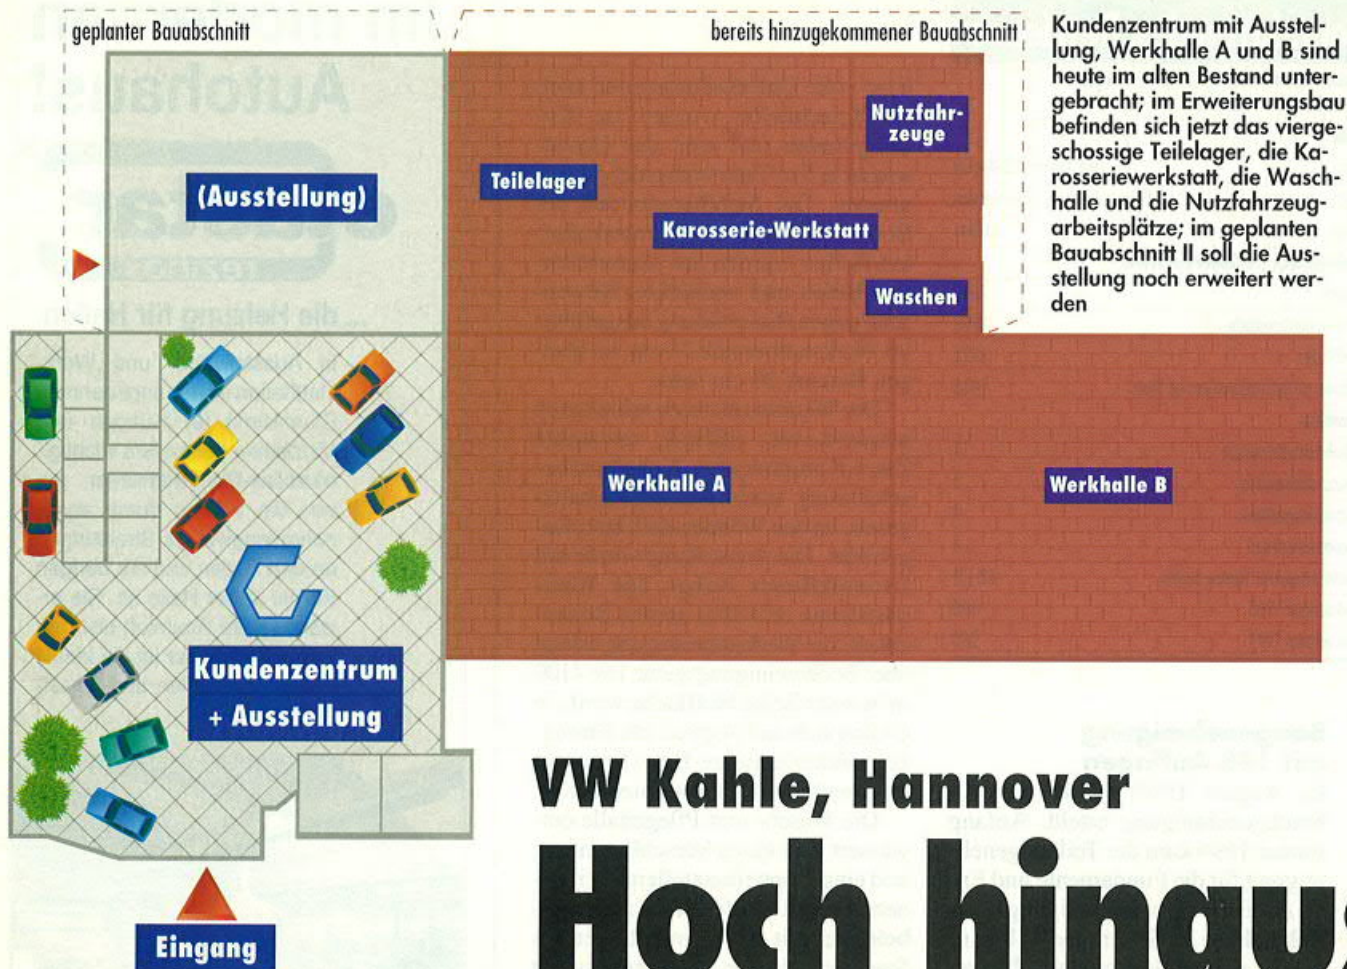 geplanter Bauabschnitt
bereits hinzugekommener Bauabschnitt
Kundenzentrum mit Ausstel-
lung, Werkhalle A und B sind
heute im alten Bestand unter-
gebracht; im Erweiterungsbau
befinden sich jetzt das vierge-
schossige Teilelager, die Ka-
rosseriewerkstatt, die Wasch-
halle und die Nutzfahrzeug-
arbeitsplätze; im geplanten
Bauabschnitt II soll die Aus-
stellung noch erweitert wer-
den
(Ausstellung)
Teilelager
Nutzfahr-
zeuge
Karosserie-Werkstatt
Waschen
Werkhalle A
Werkhalle B
Kundenzentrum
+ Ausstellung
Eingang
VW Kahle, Hannover
Hoch hinaus